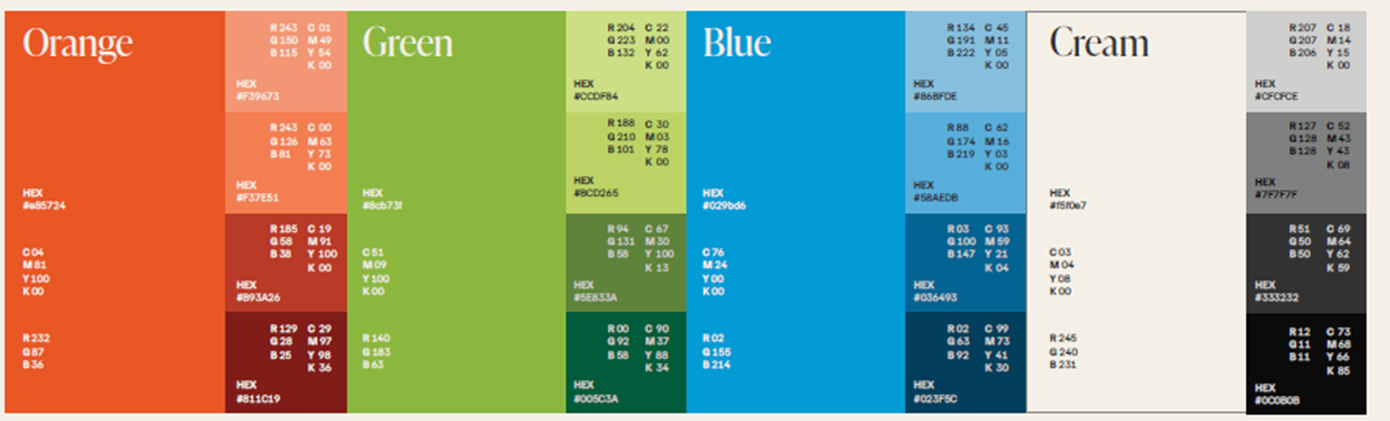 Orange
HEX
#e85724
C 04
M 81
Y 100
K 00
R 232
G 87
B 36
R 243 C 01
G 150 M 49
B 115 Y 54
K 00
HEX
#F39673
R 243 C 00
G 126 M 63
B 81 Y 73
K 00
HEX
#F37E51
R 185 C 19
G 58 M 91
B 38 Y 100
K 00
HEX
#B93A26
R 129 C 29
G 28 M 97
B 25 Y 98
K 36
HEX
#811C19
Green
HEX
#8cb73f
C 51
M 09
Y 100
K 00
R 140
G 183
B 63
R 204 C 22
G 223 M 00
B 132 Y 62
K 00
HEX
#CCDF84
R 188 C 30
G 210 M 03
B 101 Y 78
K 00
HEX
#BCD265
R 94 C 67
G 131 M 30
B 58 Y 100
K 13
HEX
#5E833A
R 00 C 90
G 92 M 37
B 58 Y 88
K 34
HEX
#005C3A
Blue
HEX
#029bd6
C 76
M 24
Y 00
K 00
R 02
G 155
B 214
R 134 C 45
G 191 M 11
B 222 Y 05
K 00
HEX
#86BFDE
R 88 C 62
G 174 M 16
B 219 Y 03
K 00
HEX
#58AEDB
R 03 C 93
G 100 M 59
B 147 Y 21
K 04
HEX
#036493
R 02 C 99
G 63 M 73
B 92 Y 41
K 30
HEX
#023F5C
Cream
HEX
#f5f0e7
C 03
M 04
Y 08
K 00
R 245
G 240
B 231
R 207 C 18
G 207 M 14
B 206 Y 15
K 00
HEX
#CFCFCE
R 127 C 52
G 128 M 43
B 128 Y 43
K 08
HEX
#7F7F7F
R 51 C 69
G 50 M 64
B 50 Y 62
K 59
HEX
#333232
R 12 C 73
G 11 M 68
B 11 Y 66
K 85
HEX
#0C0B0B